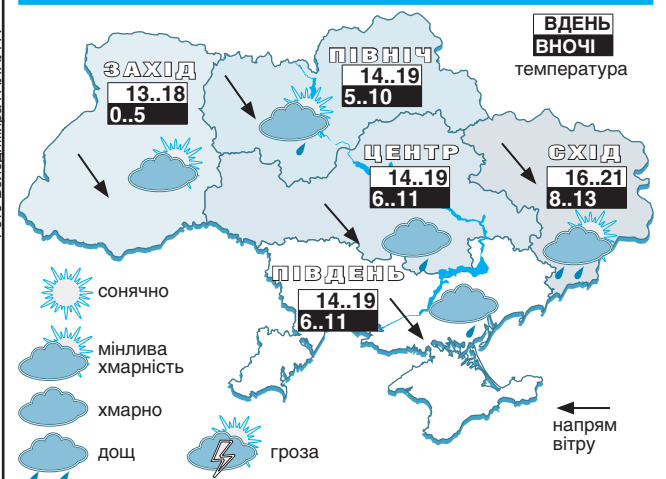 ВДЕНЬ
ВНОЧІ
температура
ПІВНІЧ
14..19
5..10
ЗАХІД
13..18
0..5
ЦЕНТР
14..19
6..11
СХІД
16..21
8..13
ПІВДЕНЬ
14..19
6..11
сонячно
мінлива
хмарність
хмарно
дощ
гроза
напрям
вітру